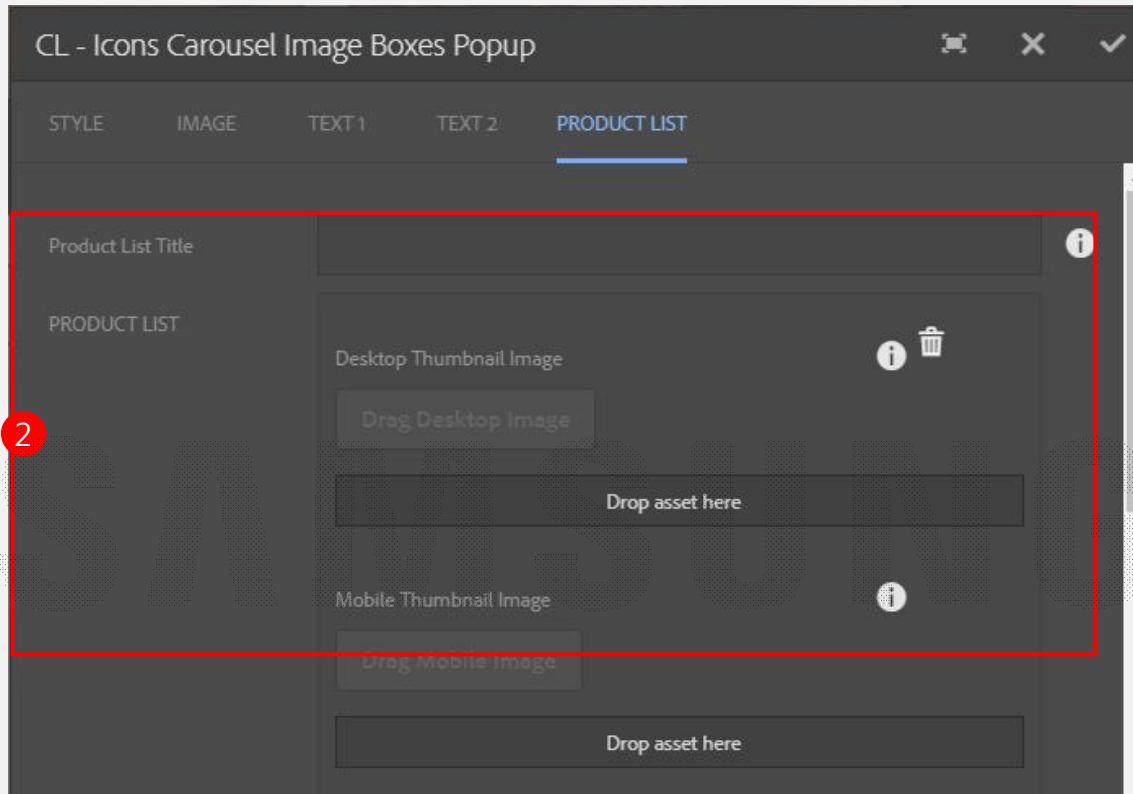 CL - Icons Carousel Image Boxes Popup
STYLE IMAGE TEXT 1 TEXT 2 PRODUCT LIST
Product List Title
PRODUCT LIST
Desktop Thumbnail Image
Drag Desktop Image
2
SAMSUNG
Drop asset here
Mobile Thumbnail Image
Drag Mobile Image
Drop asset here